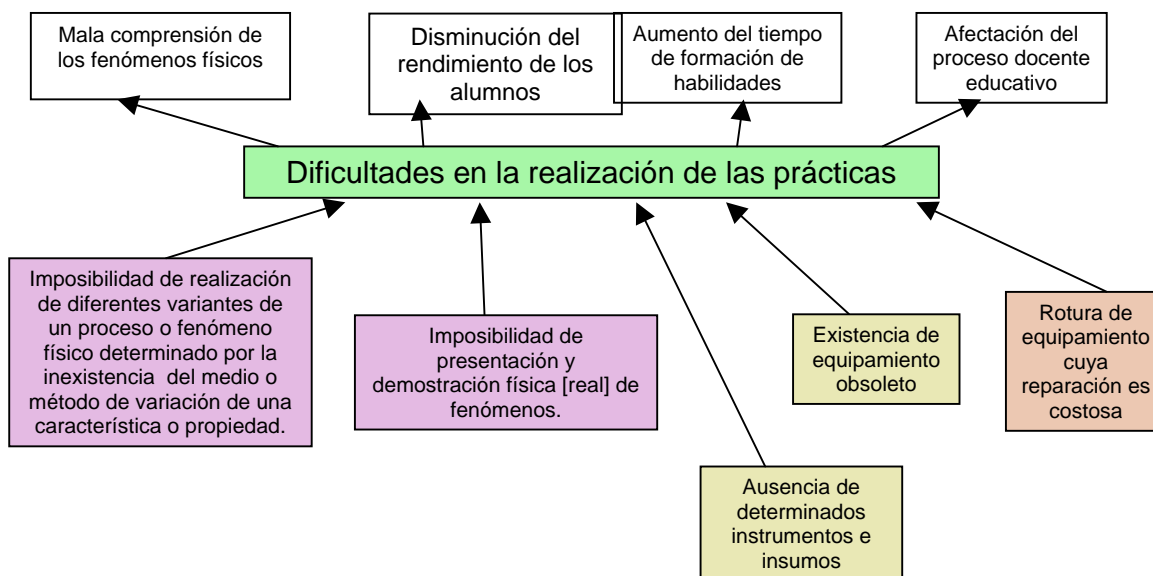 Mala comprensión de
los fenómenos físicos
Disminución del
rendimiento de los
alumnos
Aumento del tiempo
de formación de
habilidades
Afectación del
proceso docente
educativo
Dificultades en la realización de las prácticas
Imposibilidad de realización
de diferentes variantes de
un proceso o fenómeno
físico determinado por la
inexistencia del medio o
método de variación de una
característica o propiedad.
Imposibilidad de
presentación y
demostración física [real] de
fenómenos.
Existencia de
equipamiento
obsoleto
Rotura de
equipamiento
cuya
reparación es
costosa
Ausencia de
determinados
instrumentos e
insumos